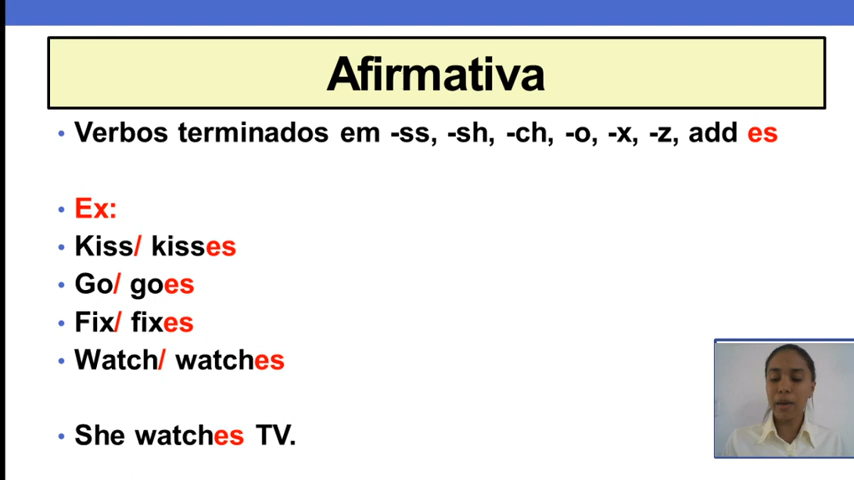 Afirmativa
• Verbos terminados em -ss, -sh, -ch, -o, -x, -z, add es
• Ex:
• Kiss/ kisses
• Go/ goes
• Fix/ fixes
• Watch/ watches
• She watches TV.